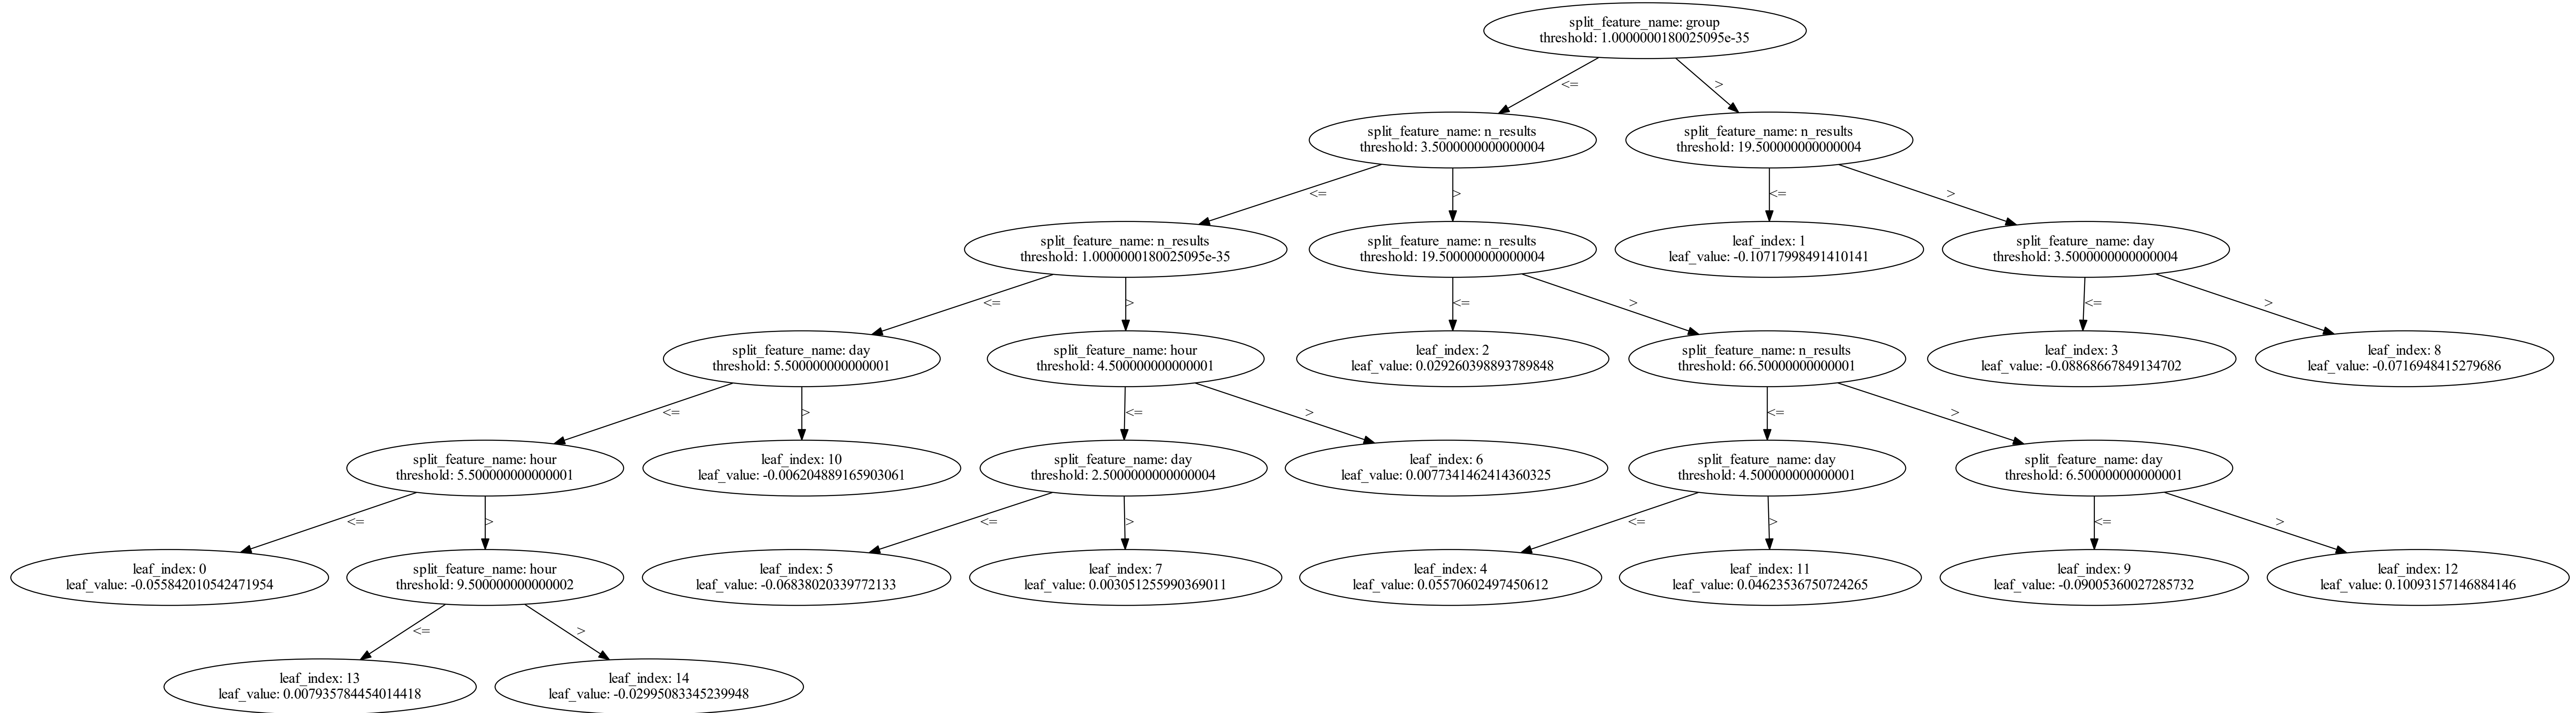 split_feature_name: group
threshold: 1.0000000180025095e-35
<=
>
split_feature_name: n_results
threshold: 3.5000000000000004
split_feature_name: n_results
threshold: 19.500000000000004
<=
>
<=
>
split_feature_name: n_results
threshold: 1.0000000180025095e-35
split_feature_name: n_results
threshold: 19.500000000000004
leaf_index: 1
leaf_value: -0.10717998491410141
split_feature_name: day
threshold: 3.5000000000000004
<=
>
<=
>
<=
>
split_feature_name: day
threshold: 5.500000000000001
split_feature_name: hour
threshold: 4.500000000000001
leaf_index: 2
leaf_value: 0.029260398893789848
split_feature_name: n_results
threshold: 66.50000000000001
leaf_index: 3
leaf_value: -0.08868667849134702
leaf_index: 8
leaf_value: -0.0716948415279686
<=
>
<=
>
<=
>
split_feature_name: hour
threshold: 5.500000000000001
leaf_index: 10
leaf_value: -0.006204889165903061
split_feature_name: day
threshold: 2.5000000000000004
leaf_index: 6
leaf_value: 0.0077341462414360325
split_feature_name: day
threshold: 4.500000000000001
split_feature_name: day
threshold: 6.500000000000001
<=
>
<=
>
<=
>
<=
>
leaf_index: 0
leaf_value: -0.055842010542471954
split_feature_name: hour
threshold: 9.500000000000002
leaf_index: 5
leaf_value: -0.06838020339772133
leaf_index: 7
leaf_value: 0.003051255990369011
leaf_index: 4
leaf_value: 0.05570602497450612
leaf_index: 11
leaf_value: 0.04623536750724265
leaf_index: 9
leaf_value: -0.09005360027285732
leaf_index: 12
leaf_value: 0.10093157146884146
<=
>
leaf_index: 13
leaf_value: 0.007935784454014418
leaf_index: 14
leaf_value: -0.02995083345239948